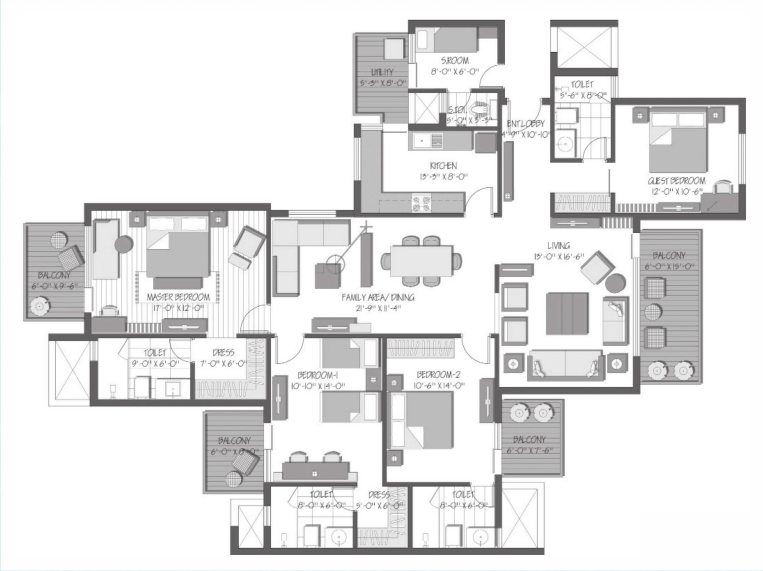 S.ROOM
8'-0" X 6'-0"
UTILITY
5'-3" X 8'-0"
TOILET
5'-6" X 8'-0"
S.TOI.
ENT.LOBBY
4'-9" X 10'-10"
KITCHEN
13'-3" X 8'-0"
GUEST BEDROOM
12'-0" X 10'-6"
LIVING
13'-0" X 16'-6"
BALCONY
6'-0" X 15'-0"
BALCONY
6'-0" X 9'-6"
MASTER BEDROOM
17'-0" X 12'-0"
FAMILY AREA/ DINING
21'-9" X 11'-4"
TOILET
9'-0" X 6'-0"
DRESS
7'-0" X 6'-0"
BEDROOM-1
10'-10" X 14'-0"
BEDROOM-2
10'-6" X 14'-0"
BALCONY
BALCONY
6'-0" X 7'-6"
TOILET
8'-0" X 6'-0"
DRESS
5'-0" X 6'-0"
TOILET
8'-0" X 6'-0"